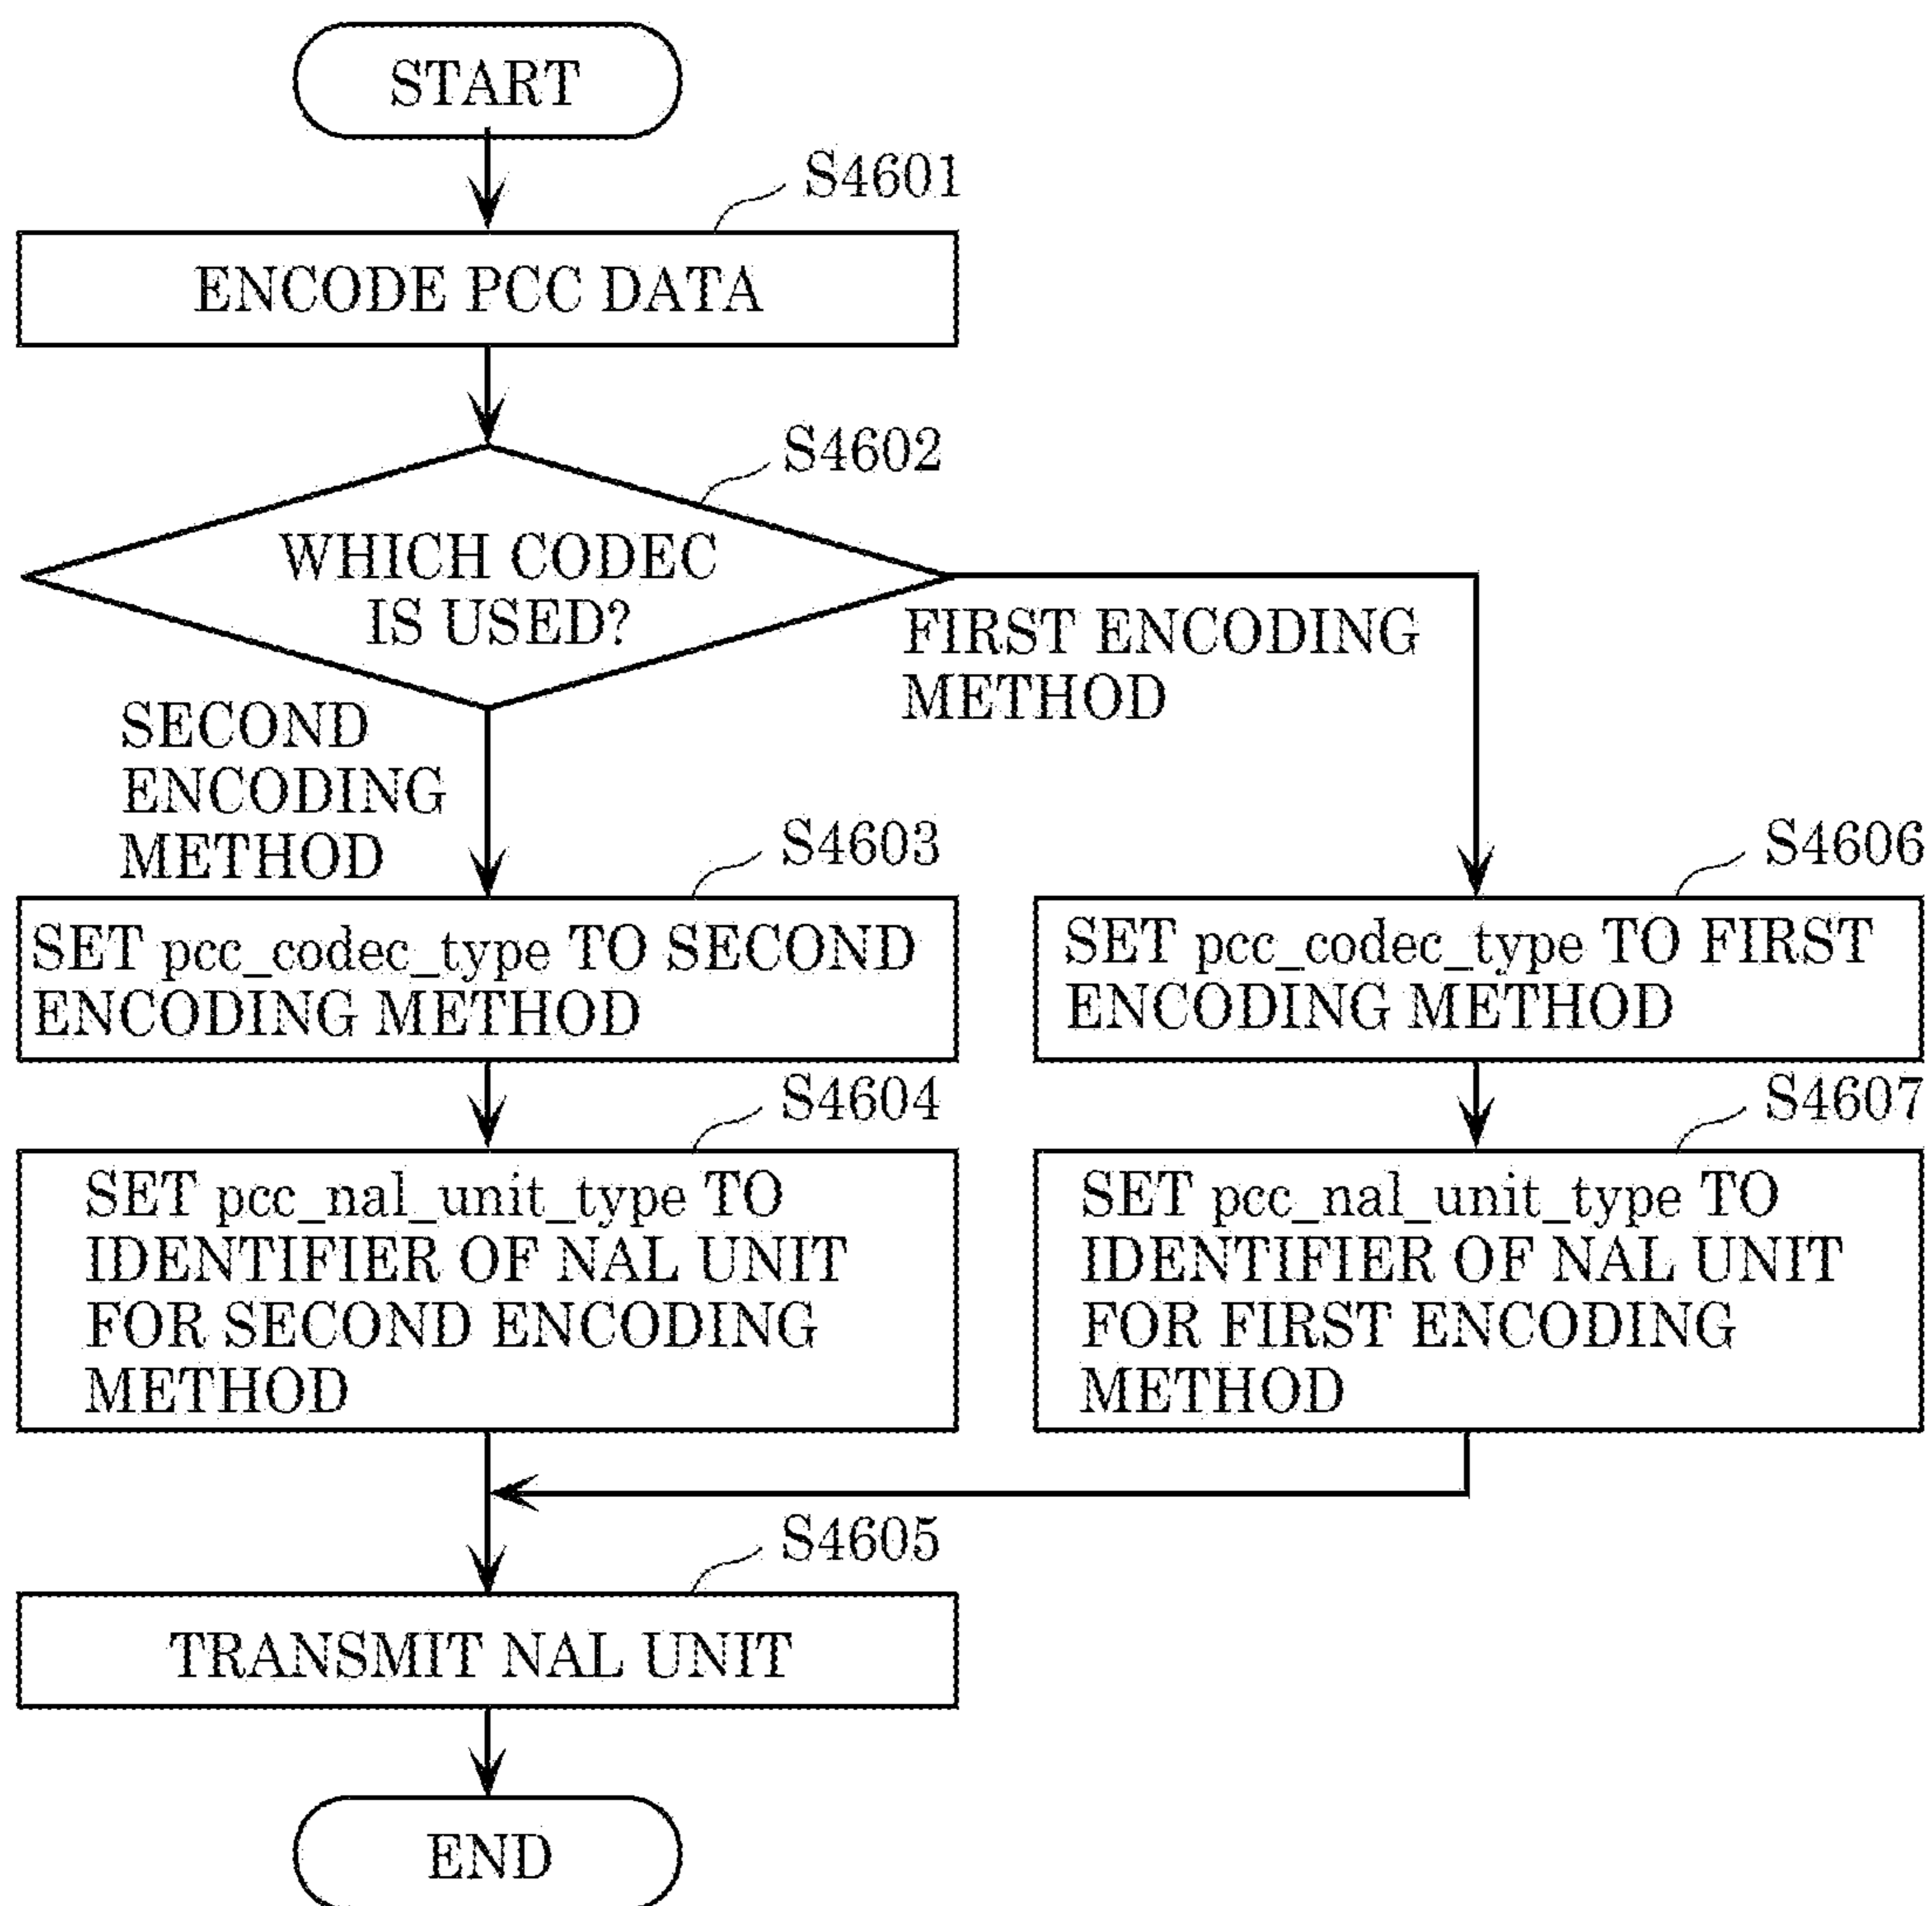 START
S4601
ENCODE PCC DATA
S4602
WHICH CODEC
IS USED?
FIRST ENCODING
METHOD
SECOND
ENCODING
METHOD
S4603
SET pcc_codec_type TO SECOND
ENCODING METHOD
S4606
SET pcc_codec_type TO FIRST
ENCODING METHOD
S4604
SET pcc_nal_unit_type TO
IDENTIFIER OF NAL UNIT
FOR SECOND ENCODING
METHOD
S4607
SET pcc_nal_unit_type TO
IDENTIFIER OF NAL UNIT
FOR FIRST ENCODING
METHOD
S4605
TRANSMIT NAL UNIT
END